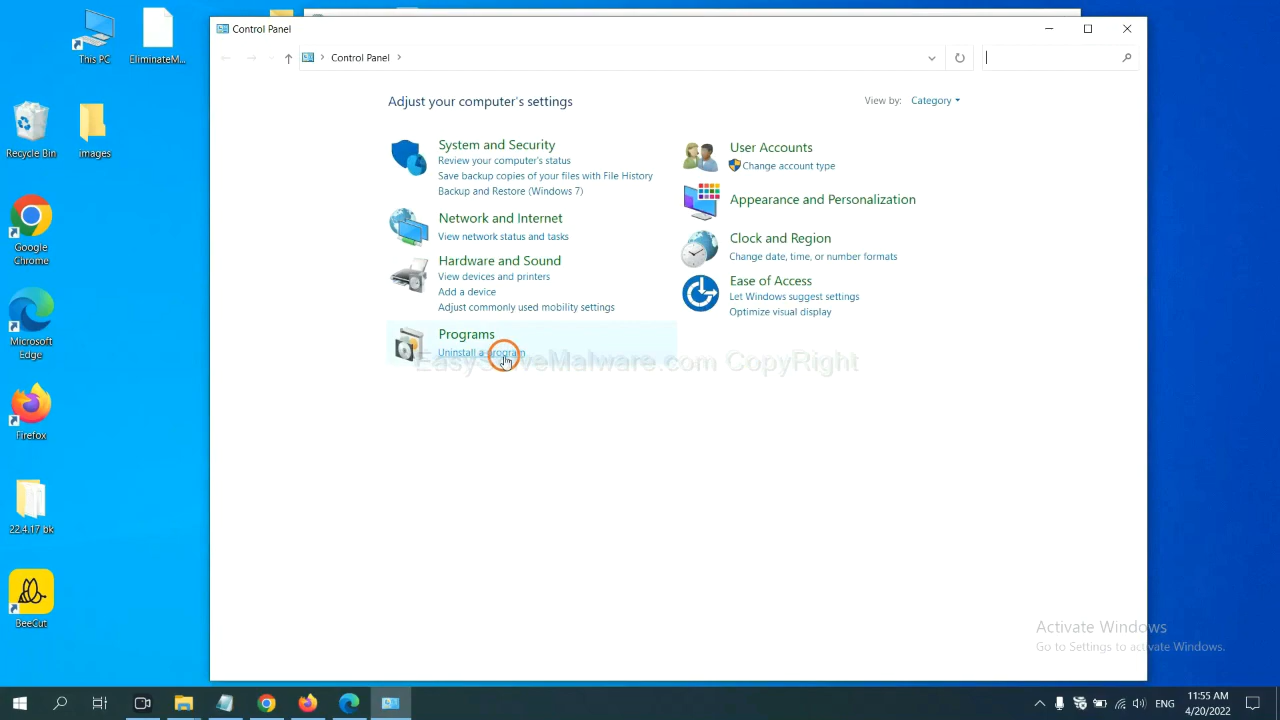 Control Panel
Control Panel
Adjust your computer's settings
View by: Category
System and Security
Review your computer's status
Save backup copies of your files with File History
Backup and Restore (Windows 7)
Network and Internet
View network status and tasks
Hardware and Sound
View devices and printers
Add a device
Adjust commonly used mobility settings
Programs
Uninstall a program
User Accounts
Change account type
Appearance and Personalization
Clock and Region
Change date, time, or number formats
Ease of Access
Let Windows suggest settings
Optimize visual display
EasySolveMalware.com CopyRight
This PC
EliminateM...
Recycle Bin
images
Google
Chrome
Microsoft
Edge
Firefox
22.4.17 bk
BeeCut
Activate Windows
Go to Settings to activate Windows.
ENG
11:55 AM
4/20/2022